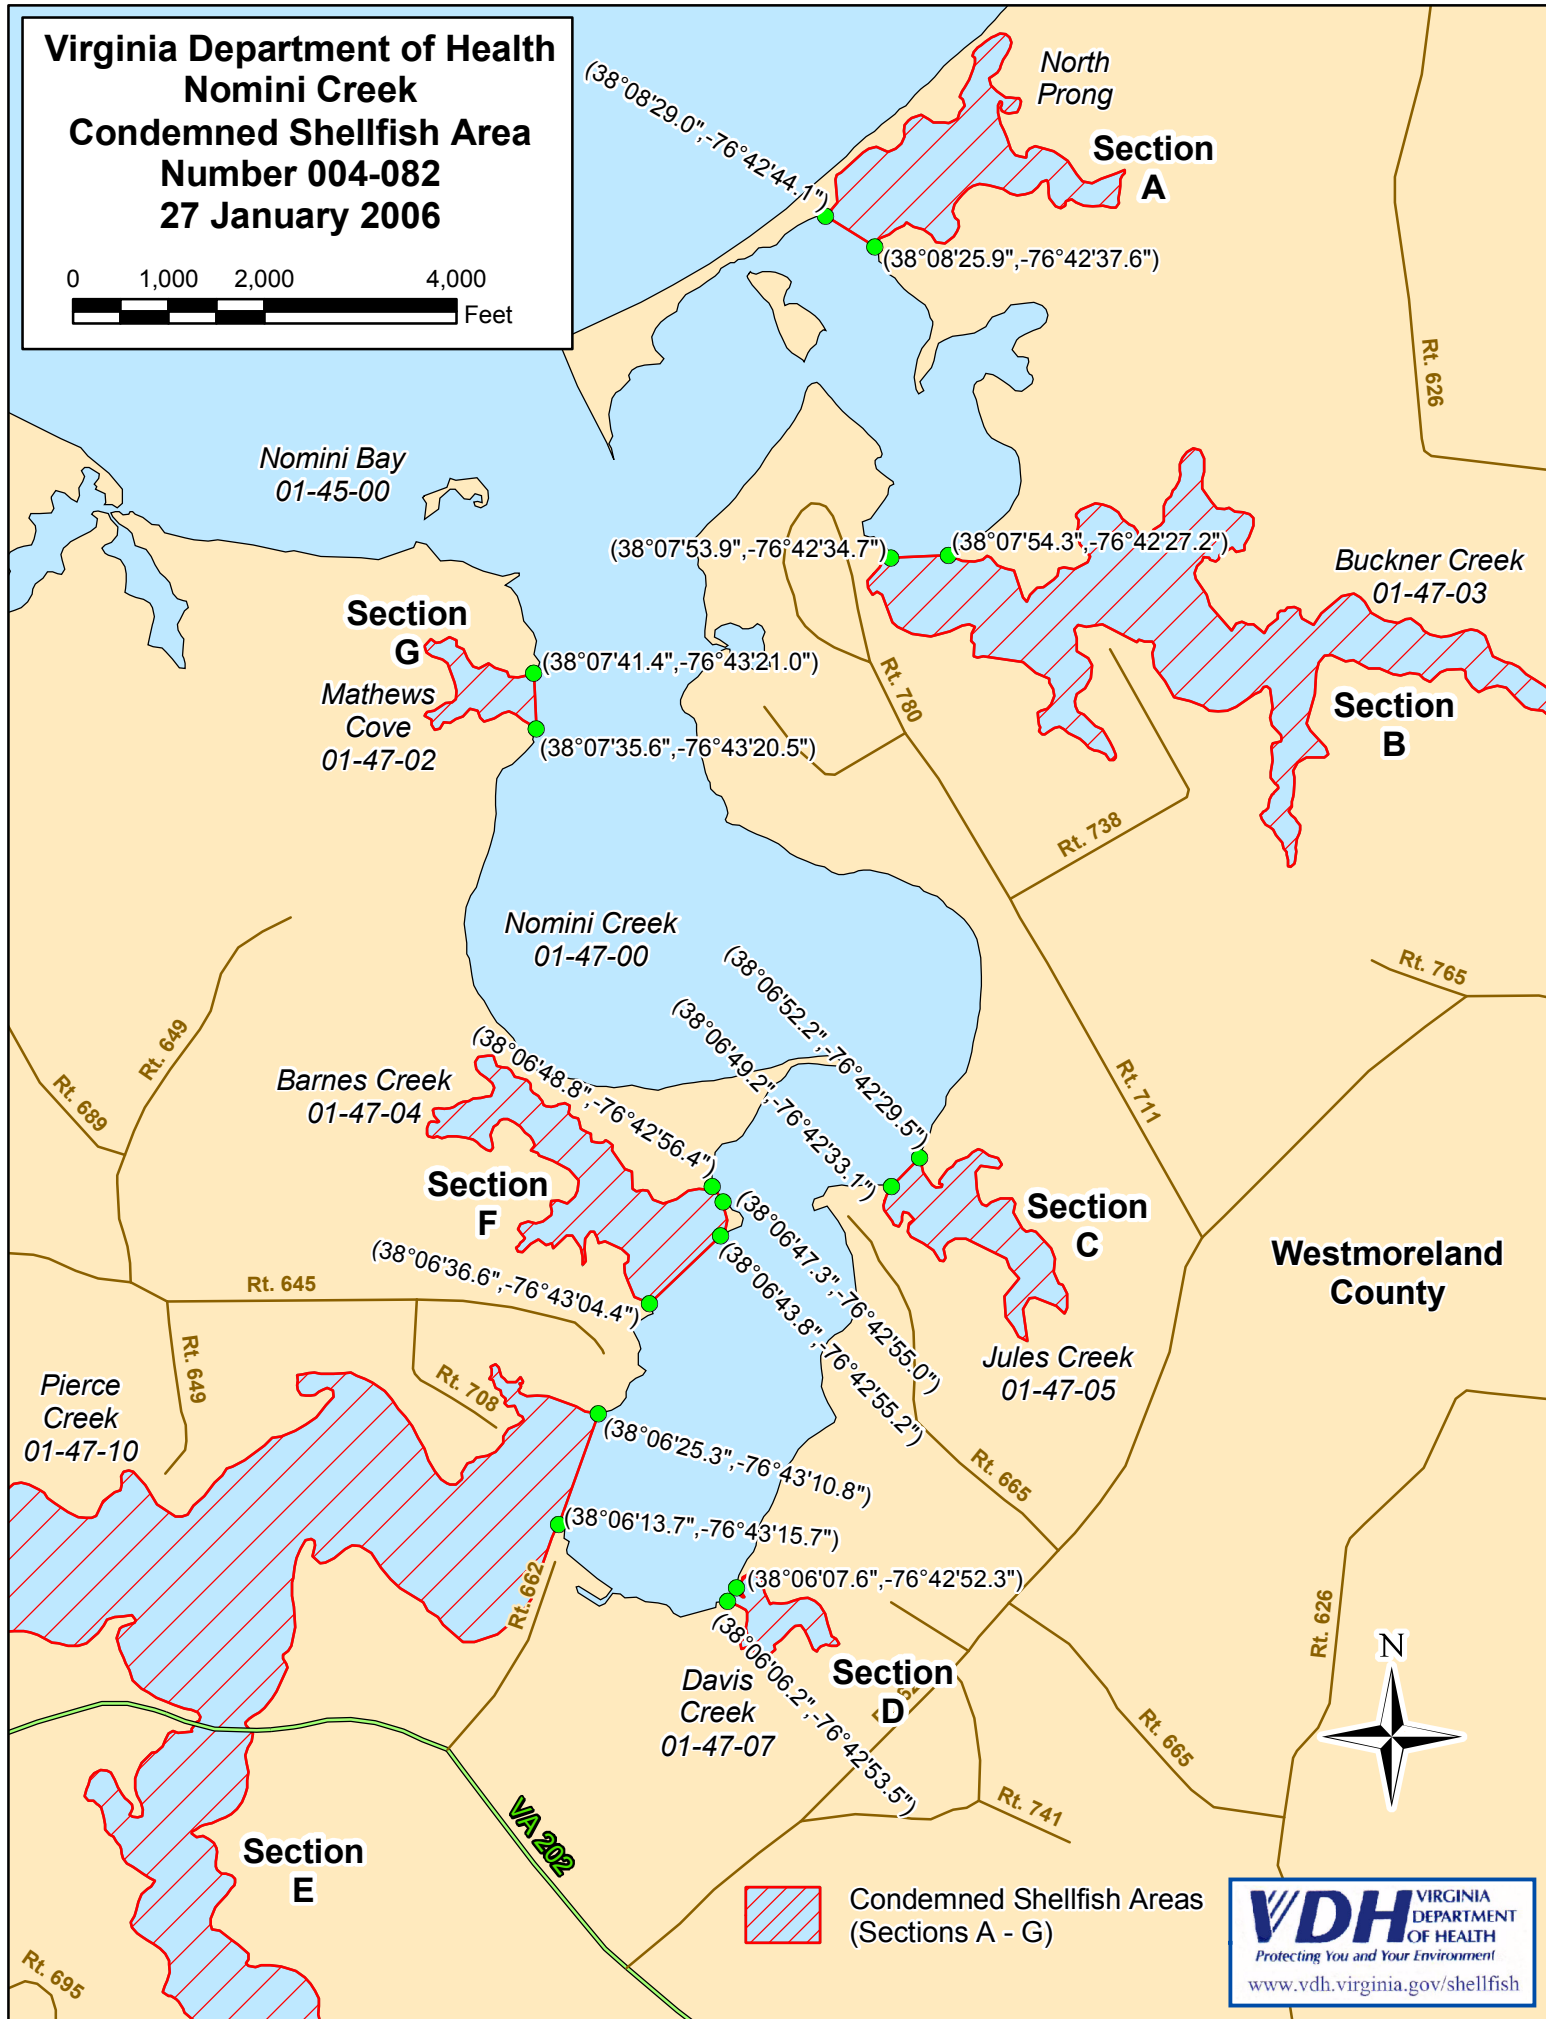 Virginia Department of Health
Nomini Creek
Condemned Shellfish Area
Number 004-082
27 January 2006
0 1,000 2,000 4,000
Feet
(38°08'29.0",-76°42'44.1")
North
Prong
Section
A
(38°08'25.9",-76°42'37.6")
Rt. 626
Nomini Bay
01-45-00
(38°07'53.9",-76°42'34.7")
(38°07'54.3",-76°42'27.2")
Buckner Creek
01-47-03
Section
G
(38°07'41.4",-76°43'21.0")
Mathews
Cove
01-47-02
(38°07'35.6",-76°43'20.5")
Rt. 780
Section
B
Rt. 738
Nomini Creek
01-47-00
(38°06'52.2",-76°42'29.5")
(38°06'49.2",-76°42'33.1")
(38°06'48.8",-76°42'56.4")
Rt. 765
Rt. 649
Rt. 689
Barnes Creek
01-47-04
Rt. 711
Section
F
Section
C
(38°06'47.3",-76°42'55.0")
(38°06'43.8",-76°42'55.2")
(38°06'36.6",-76°43'04.4")
Westmoreland
County
Rt. 645
Rt. 649
Rt. 708
Jules Creek
01-47-05
Pierce
Creek
01-47-10
(38°06'25.3",-76°43'10.8")
Rt. 665
(38°06'13.7",-76°43'15.7")
Rt. 662
(38°06'07.6",-76°42'52.3")
(38°06'06.2",-76°42'53.5")
Rt. 626
N
Davis
Creek
01-47-07
Section
D
Rt. 665
Rt. 741
VA 202
Section
E
Rt. 695
Condemned Shellfish Areas
(Sections A - G)
VDH VIRGINIA
DEPARTMENT
OF HEALTH
Protecting You and Your Environment
www.vdh.virginia.gov/shellfish